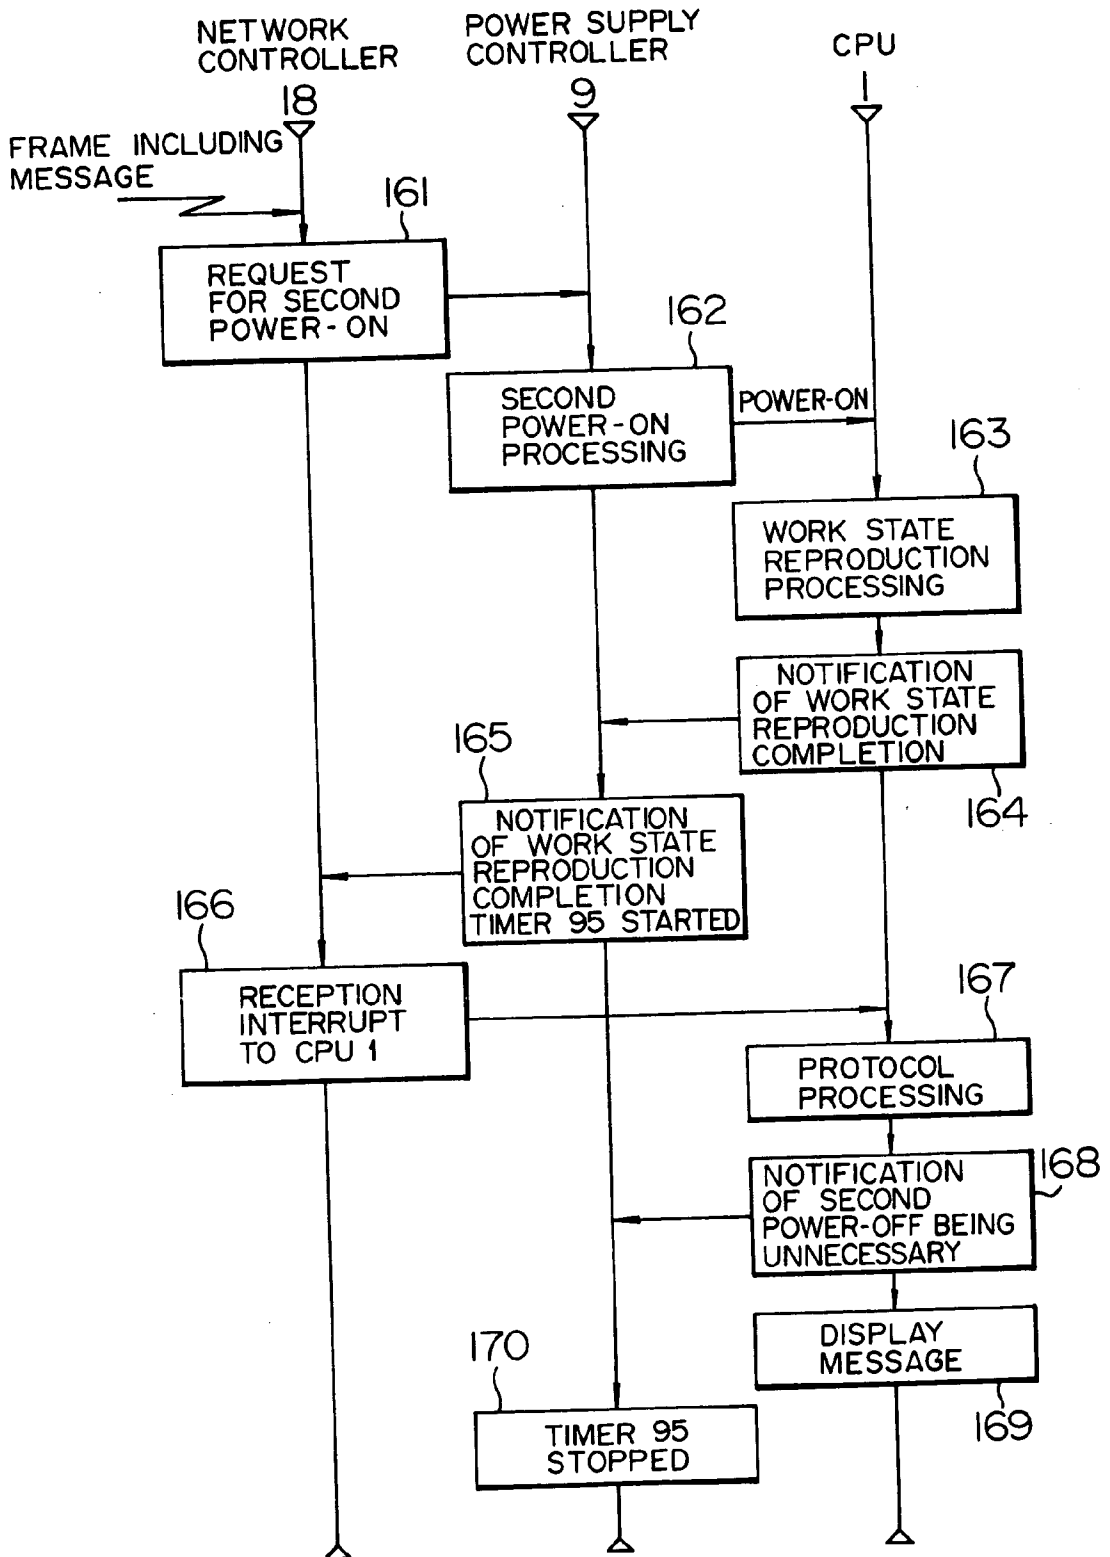 NETWORK
CONTROLLER
18
POWER SUPPLY
CONTROLLER
9
CPU
1
FRAME INCLUDING
MESSAGE
161
REQUEST
FOR SECOND
POWER-ON
162
SECOND
POWER-ON
PROCESSING
POWER-ON
163
WORK STATE
REPRODUCTION
PROCESSING
NOTIFICATION
OF WORK STATE
REPRODUCTION
COMPLETION
164
165
NOTIFICATION
OF WORK STATE
REPRODUCTION
COMPLETION
TIMER 95 STARTED
166
RECEPTION
INTERRUPT
TO CPU 1
167
PROTOCOL
PROCESSING
168
NOTIFICATION
OF SECOND
POWER-OFF BEING
UNNECESSARY
DISPLAY
MESSAGE
169
170
TIMER 95
STOPPED